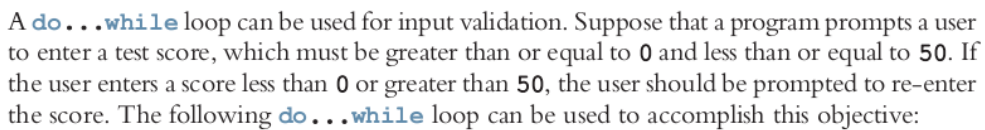 A do...while loop can be used for input validation. Suppose that a program prompts a user
to enter a test score, which must be greater than or equal to 0 and less than or equal to 50. If
the user enters a score less than 0 or greater than 50, the user should be prompted to re-enter
the score. The following do...while loop can be used to accomplish this objective: